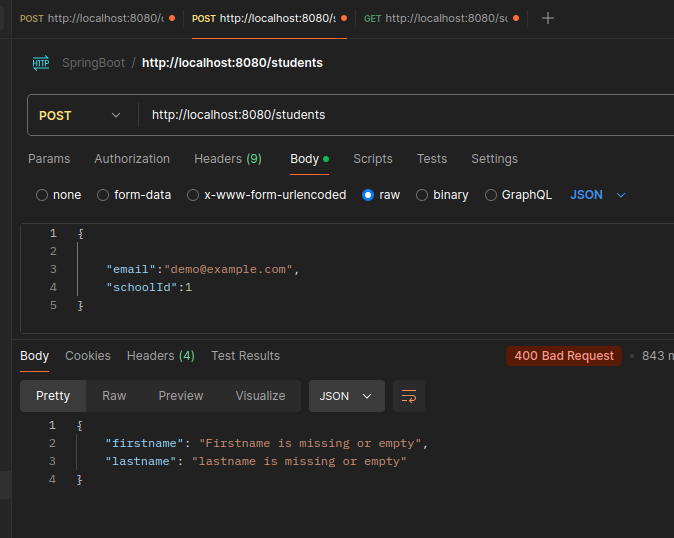 POST http://localhost:8080/ POST http://localhost:8080/s GET http://localhost:8080/
HTTP SpringBoot / http://localhost:8080/students
POST http://localhost:8080/students
Params Authorization Headers (9) Body Scripts Tests Settings
none form-data x-www-form-urlencoded raw binary GraphQL JSON
1 {
2
3 "email":"demo@example.com",
4 "schoolId":1
5 }
Body Cookies Headers (4) Test Results 400 Bad Request 843
Pretty Raw Preview Visualize JSON
1 {
2 "firstname": "Firstname is missing or empty",
3 "lastname": "lastname is missing or empty"
4 }